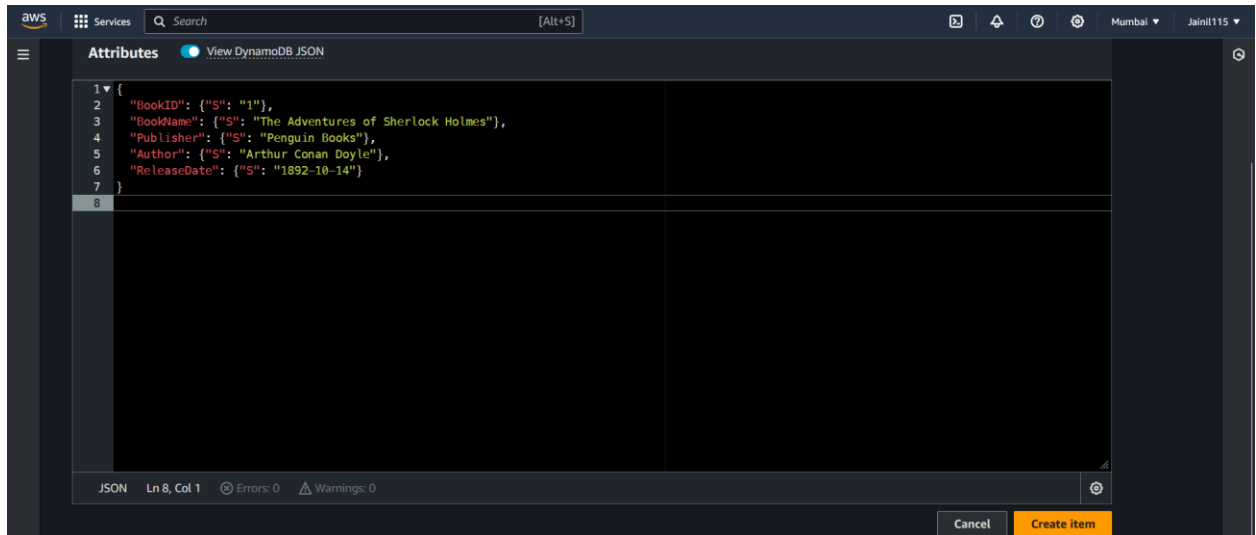 aws Services Search [Alt+S] Mumbai ▼ Jainil115 ▼
Attributes View DynamoDB JSON
1 ▼ {
2 "BookID": {"S": "1"},
3 "BookName": {"S": "The Adventures of Sherlock Holmes"},
4 "Publisher": {"S": "Penguin Books"},
5 "Author": {"S": "Arthur Conan Doyle"},
6 "ReleaseDate": {"S": "1892-10-14"}
7 }
8
JSON Ln 8, Col 1 Errors: 0 Warnings: 0
Cancel Create item